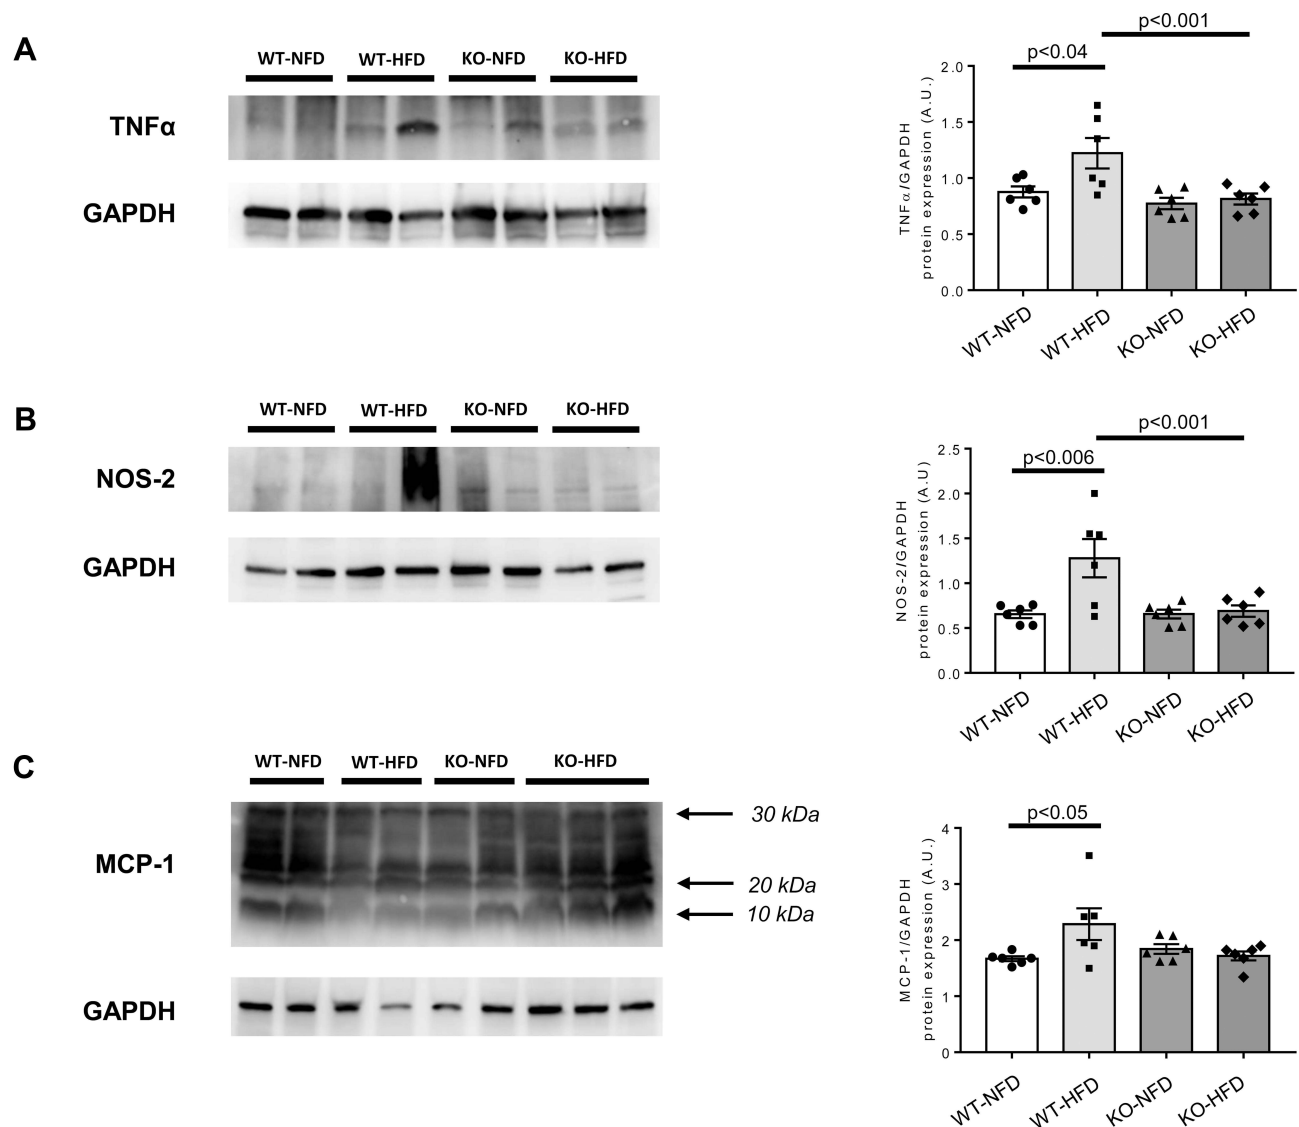 A
WT-NFD WT-HFD KO-NFD KO-HFD
TNFα
GAPDH
p<0.001
p<0.04
TNFα/GAPDH
protein expression (A.U.)
2.0
1.5
1.0
0.5
0.0
WT-NFD WT-HFD KO-NFD KO-HFD
B
WT-NFD WT-HFD KO-NFD KO-HFD
NOS-2
GAPDH
p<0.001
p<0.006
NOS-2/GAPDH
protein expression (A.U)
2.5
2.0
1.5
1.0
0.5
0.0
WT-NFD WT-HFD KO-NFD KO-HFD
C
WT-NFD WT-HFD KO-NFD KO-HFD
MCP-1
30 kDa
20 kDa
10 kDa
GAPDH
p<0.05
MCP-1/GAPDH
protein expression (A.U.)
4
3
2
1
0
WT-NFD WT-HFD KO-NFD KO-HFD